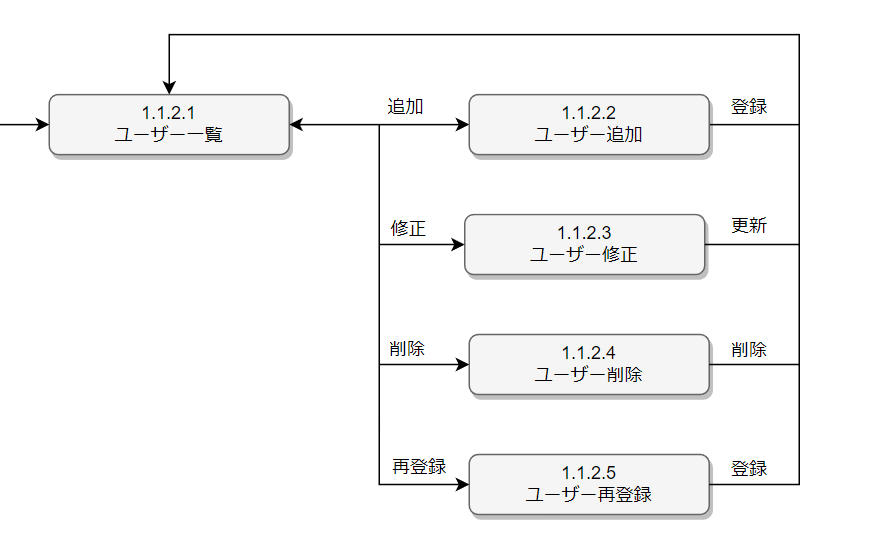 1.1.2.1
ユーザー一覧
追加
1.1.2.2
ユーザー追加
登録
修正
1.1.2.3
ユーザー修正
更新
削除
1.1.2.4
ユーザー削除
削除
再登録
1.1.2.5
ユーザー再登録
登録